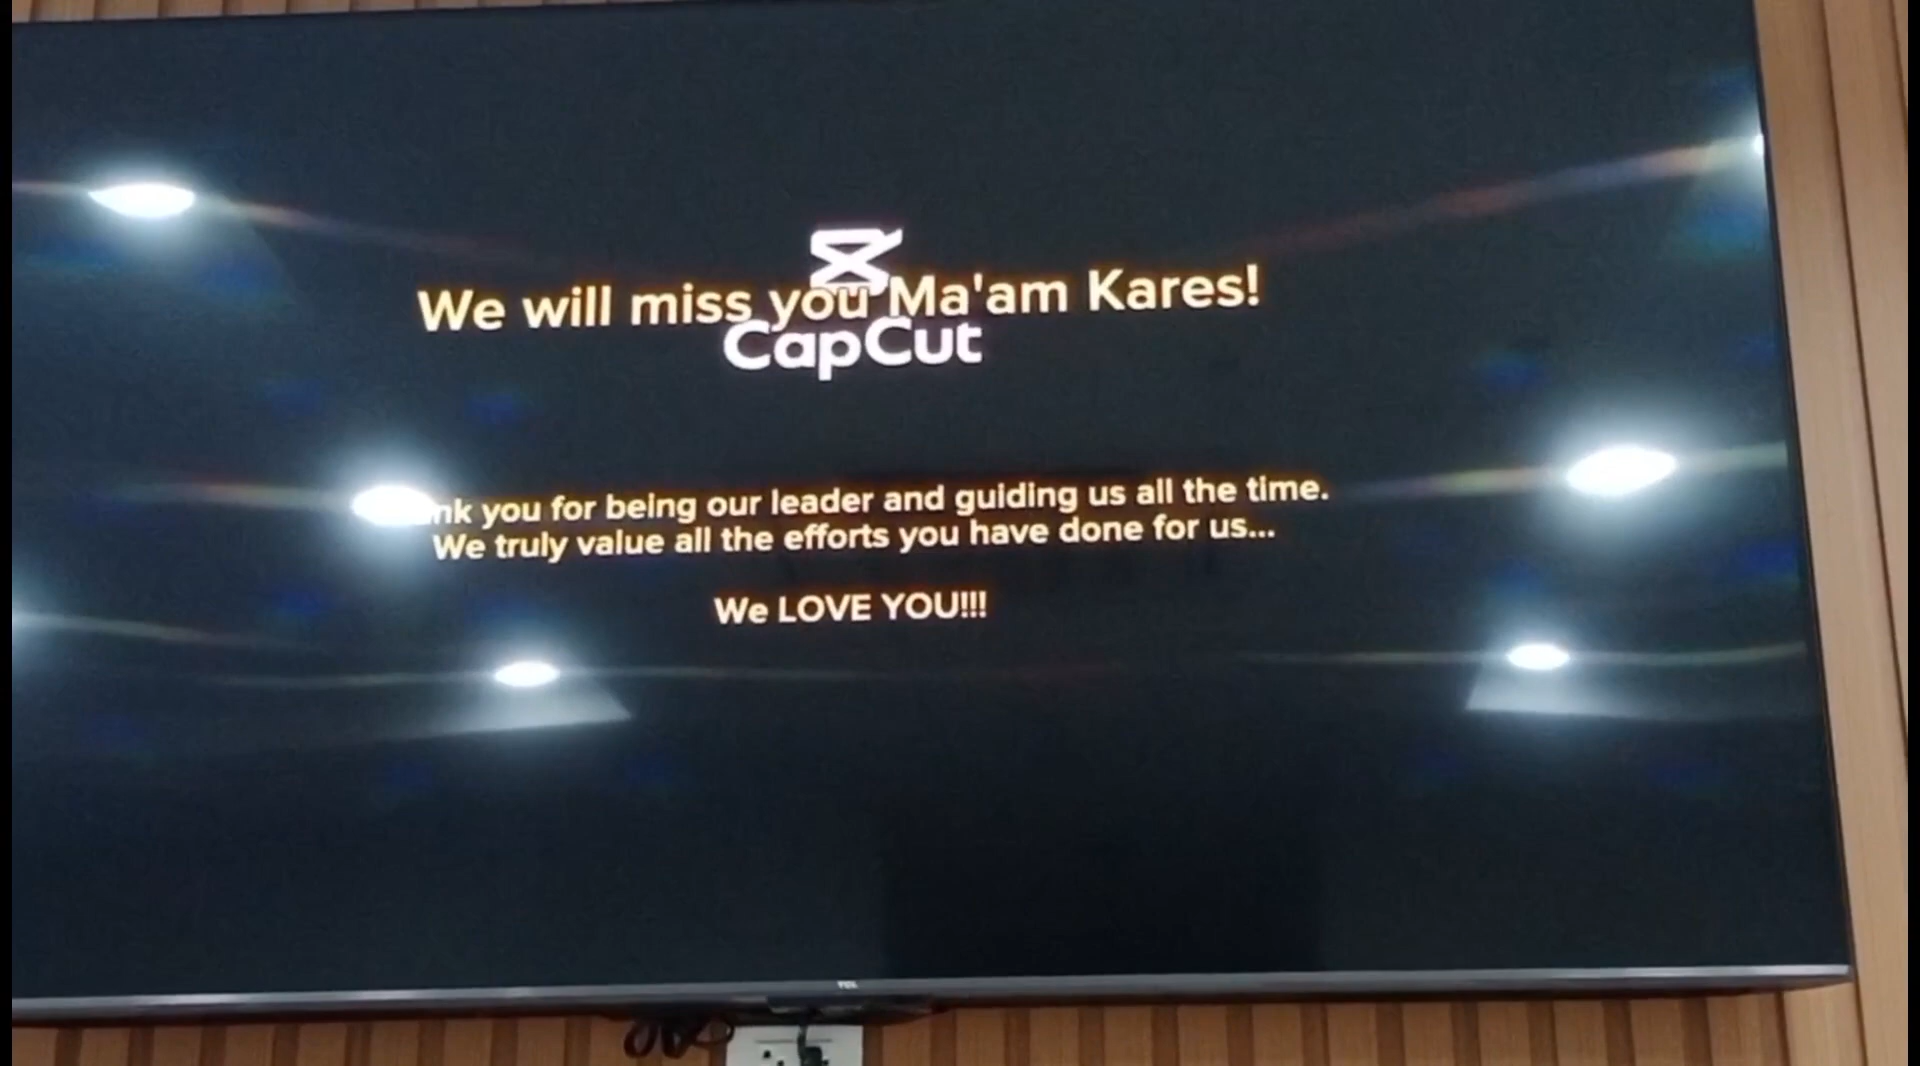 We will miss you Ma'am Kares!
CapCut
you for being our leader and guiding us all the time.
We truly value all the efforts you have done for us...
We LOVE YOU!!!
TCL